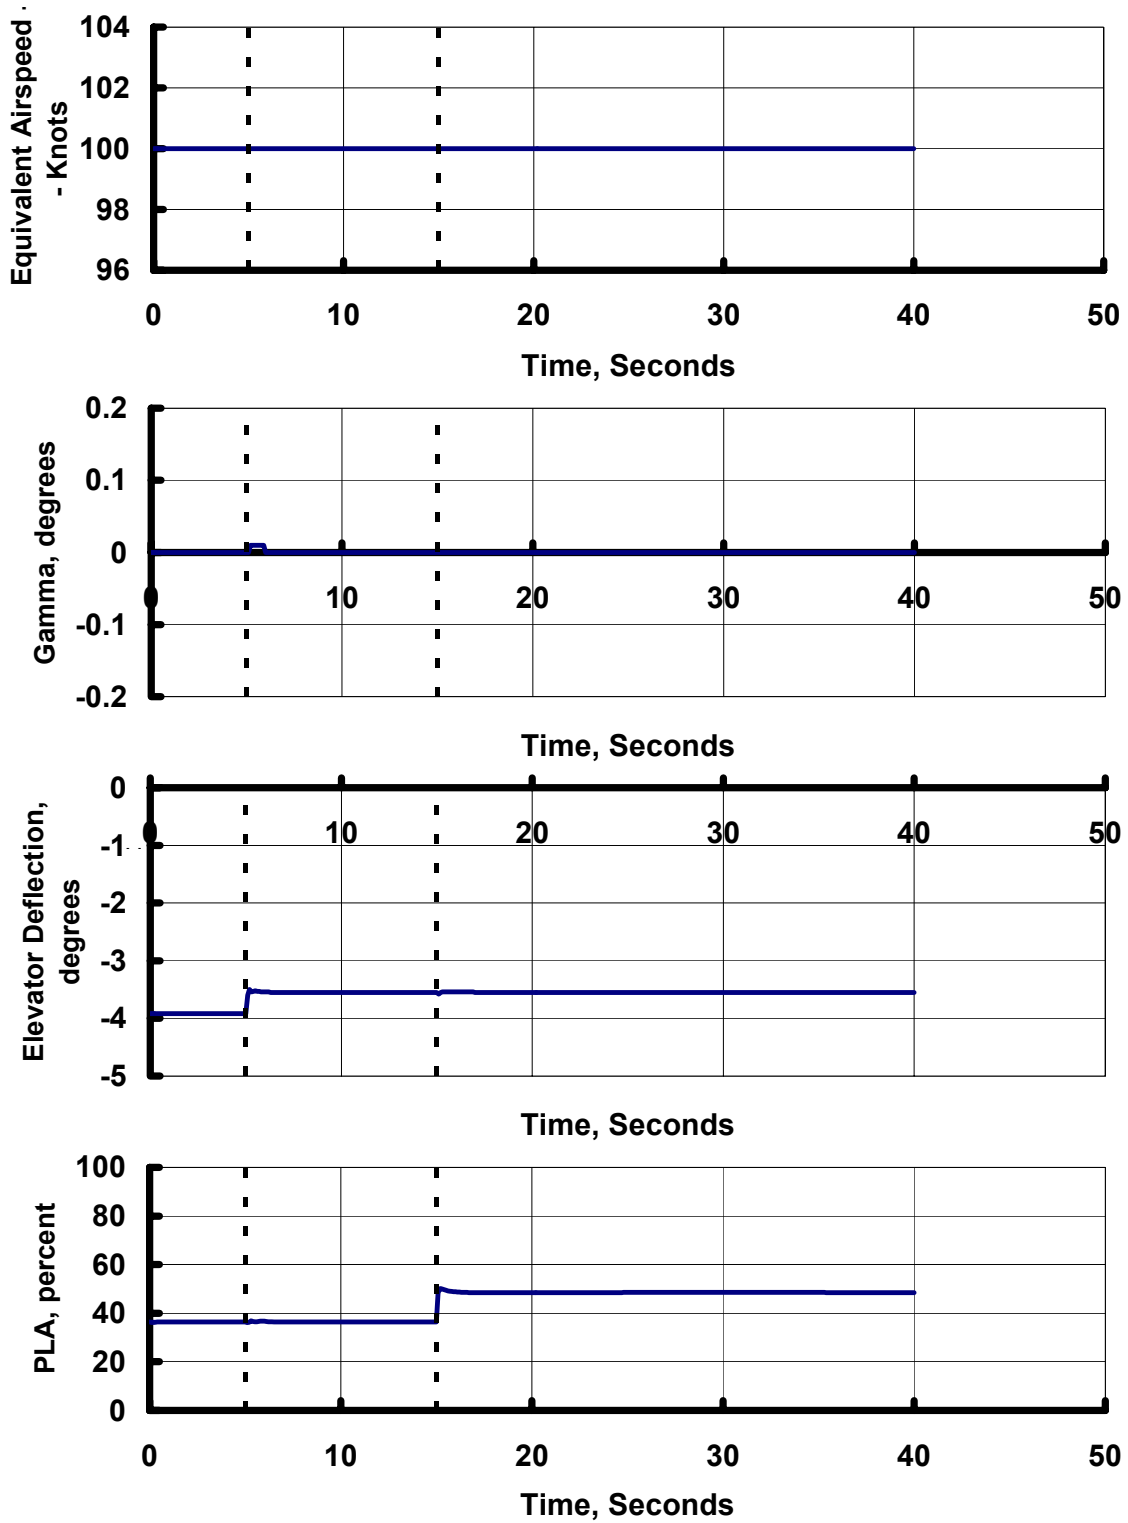 Equivalent Airspeed -
- Knots
104
102
100
98
96
0 10 20 30 40 50
Time, Seconds
Gamma, degrees
0.2
0.1
0
-0.1
-0.2
0 10 20 30 40 50
Time, Seconds
Elevator Deflection,
degrees
0
-1
-2
-3
-4
-5
0 10 20 30 40 50
Time, Seconds
PLA, percent
100
80
60
40
20
0
0 10 20 30 40 50
Time, Seconds